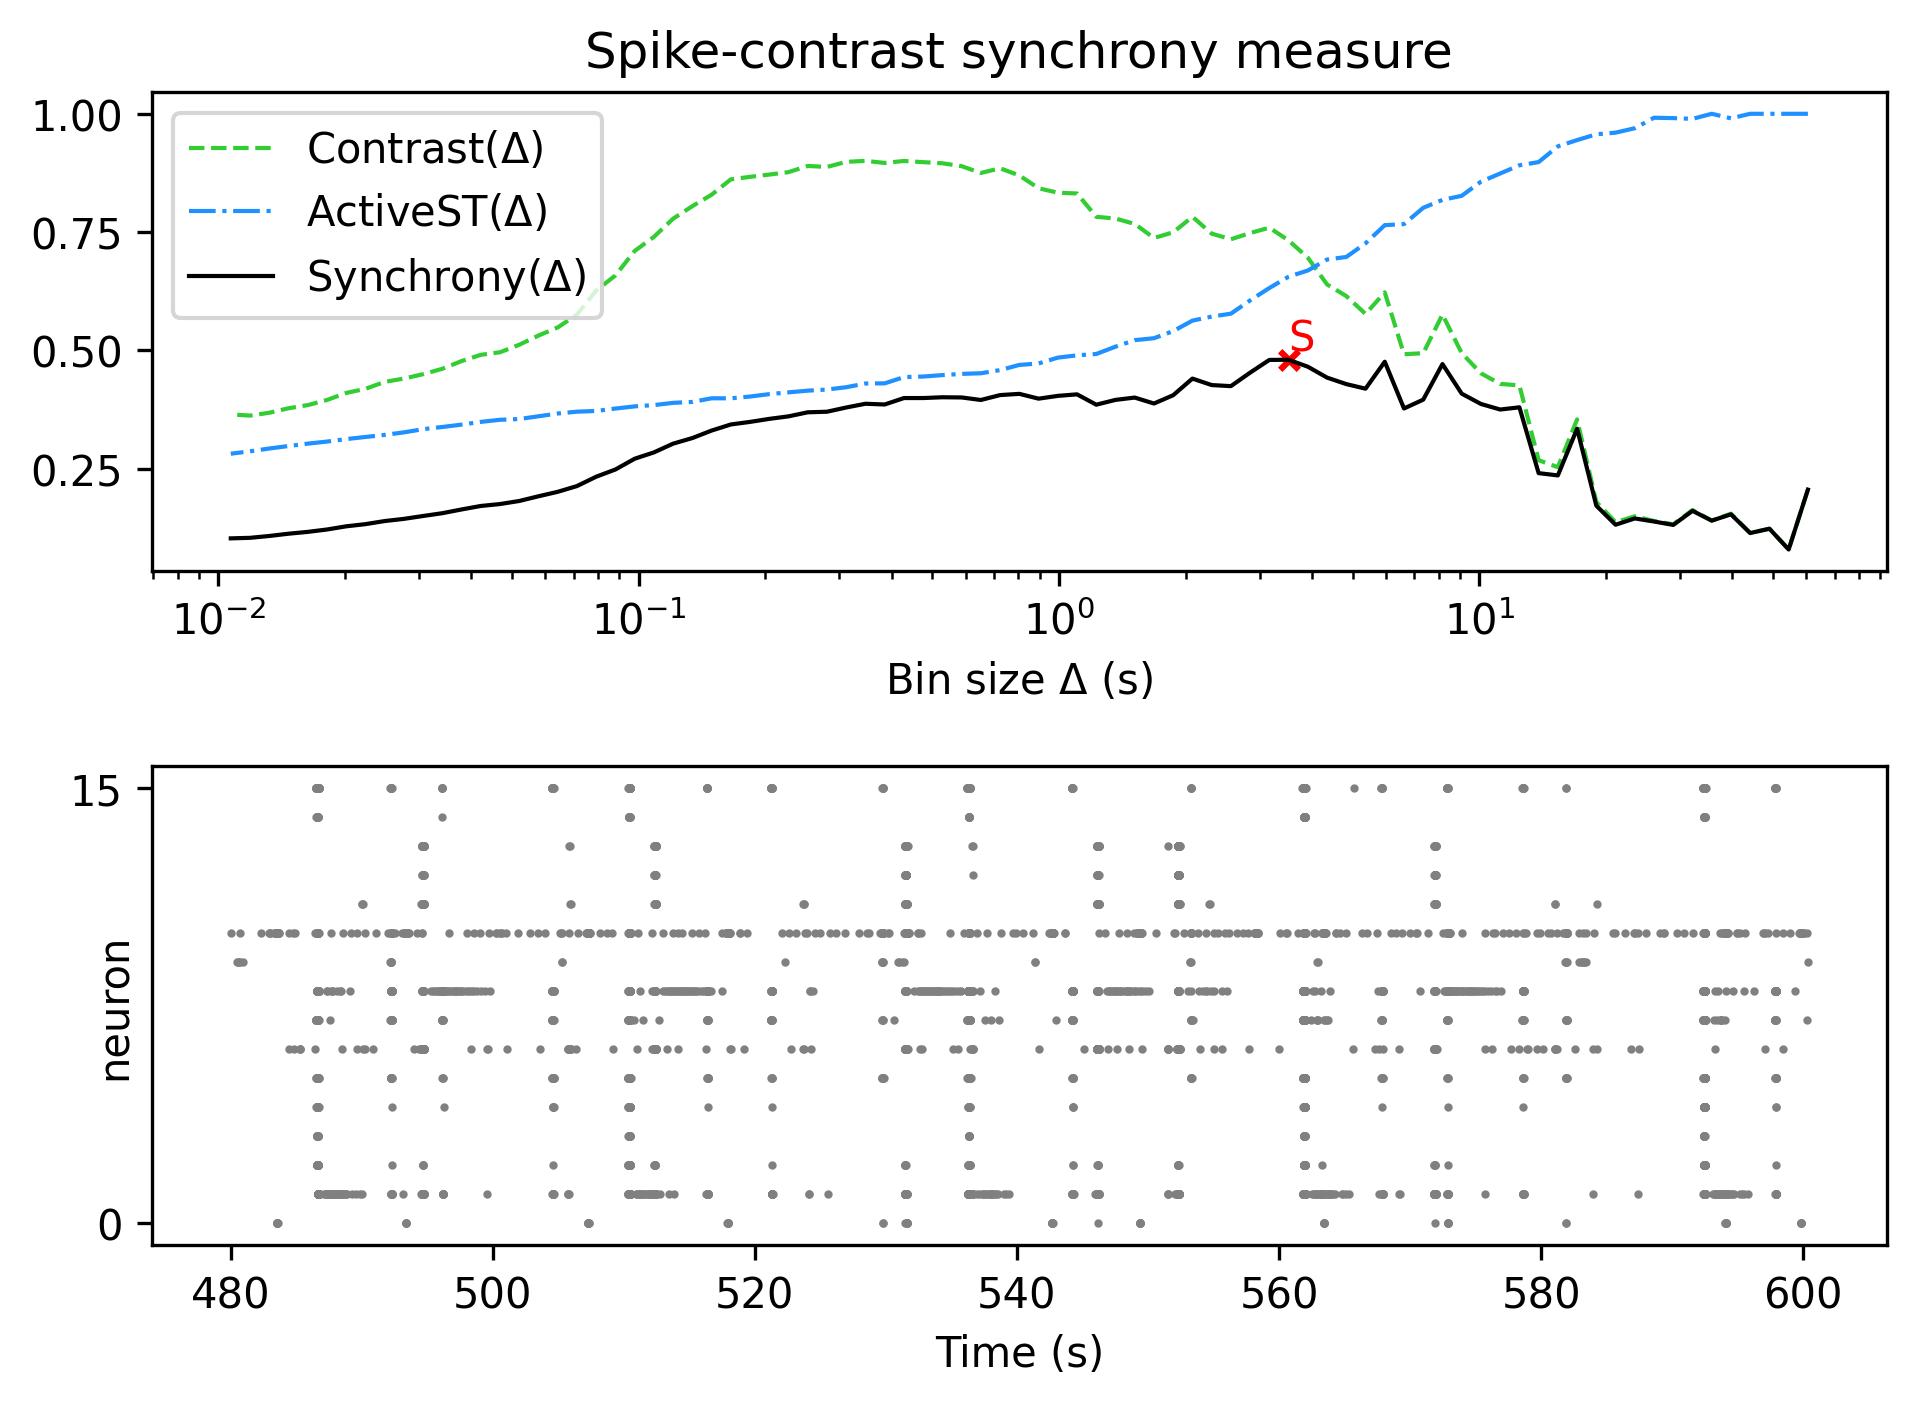 Spike-contrast synchrony measure
1.00
0.75
0.50
0.25
Contrast(Δ)
ActiveST(Δ)
Synchrony(Δ)
S
10⁻² 10⁻¹ 10⁰ 10¹
Bin size Δ (s)
15
0
neuron
480 500 520 540 560 580 600
Time (s)